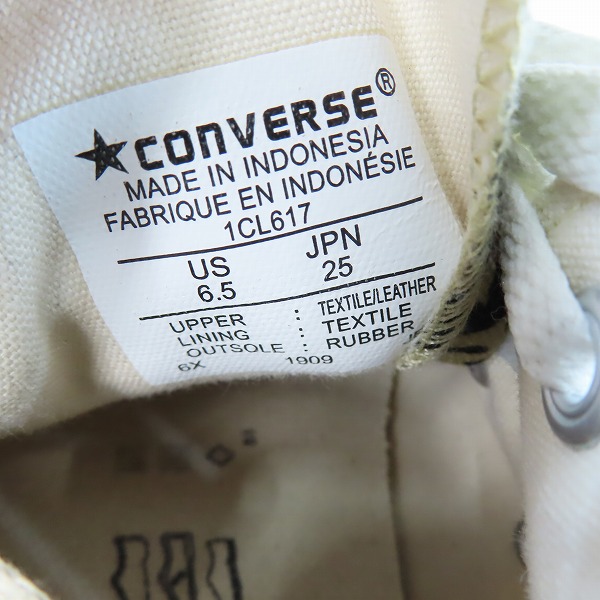 ★CONVERSE®
MADE IN INDONESIA
FABRIQUE EN INDONÉSIE
1CL617
US JPN
6.5 25
UPPER : TEXTILE/LEATHER
LINING : TEXTILE
OUTSOLE : RUBBER
6X 1909